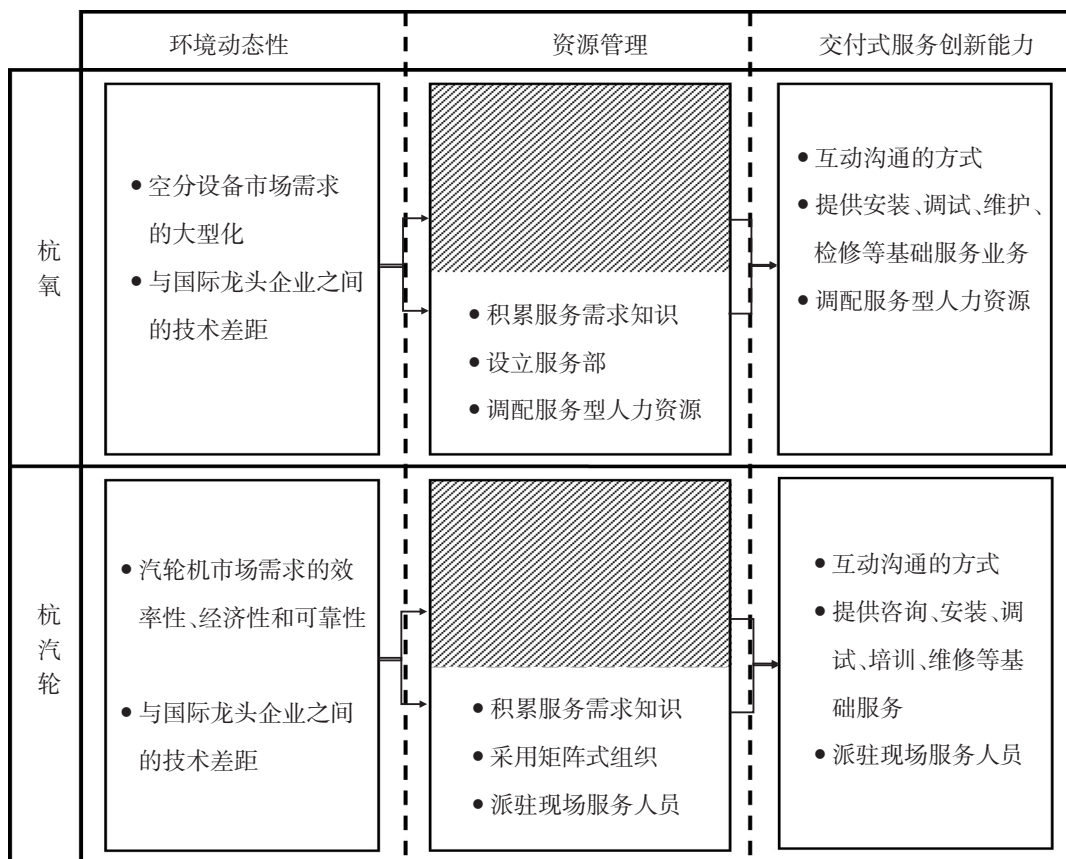 环境动态性
资源管理
交付式服务创新能力
杭
氧
●空分设备市场需求
的大型化
●与国际龙头企业之间
的技术差距
●积累服务需求知识
●设立服务部
●调配服务型人力资源
●互动沟通的方式
●提供安装、调试、维护、
检修等基础服务业务
●调配服务型人力资源
杭
汽
轮
●汽轮机市场需求的效
率性、经济性和可靠性
●与国际龙头企业之间
的技术差距
●积累服务需求知识
●采用矩阵式组织
●派驻现场服务人员
●互动沟通的方式
●提供咨询、安装、调
试、培训、维修等基
础服务
●派驻现场服务人员